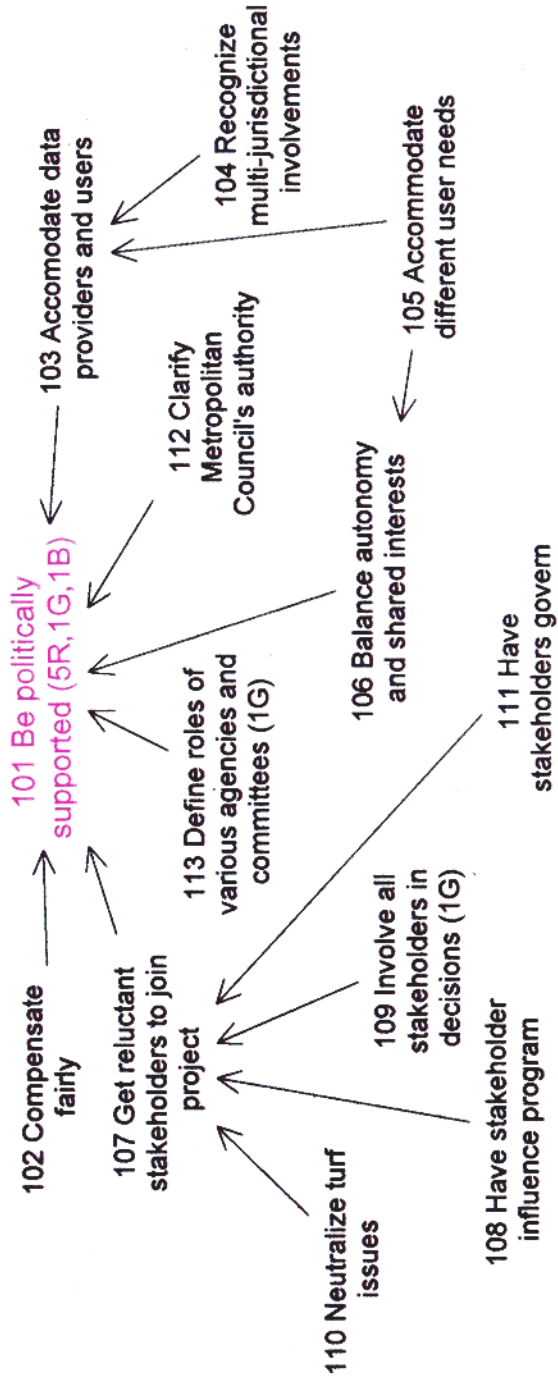 101 Be politically
supported (5R,1G,1B)
102 Compensate
fairly
103 Accomodate data
providers and users
107 Get reluctant
stakeholders to join
project
113 Define roles of
various agencies and
committees (1G)
112 Clarify
Metropolitan
Council's authority
104 Recognize
multi-jurisdictional
involvements
110 Neutralize turf
issues
109 Involve all
stakeholders in
decisions (1G)
106 Balance autonomy
and shared interests
105 Accommodate
different user needs
108 Have stakeholder
influence program
111 Have
stakeholders govern